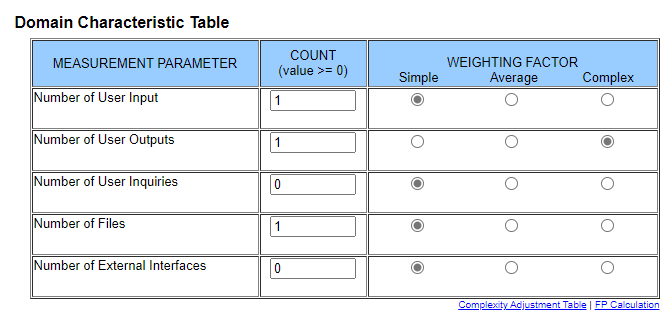 Domain Characteristic Table
MEASUREMENT PARAMETER
COUNT
(value >= 0)
WEIGHTING FACTOR
Simple Average Complex
Number of User Input 1
Number of User Outputs 1
Number of User Inquiries 0
Number of Files 1
Number of External Interfaces 0
Complexity Adjustment Table | FP Calculation